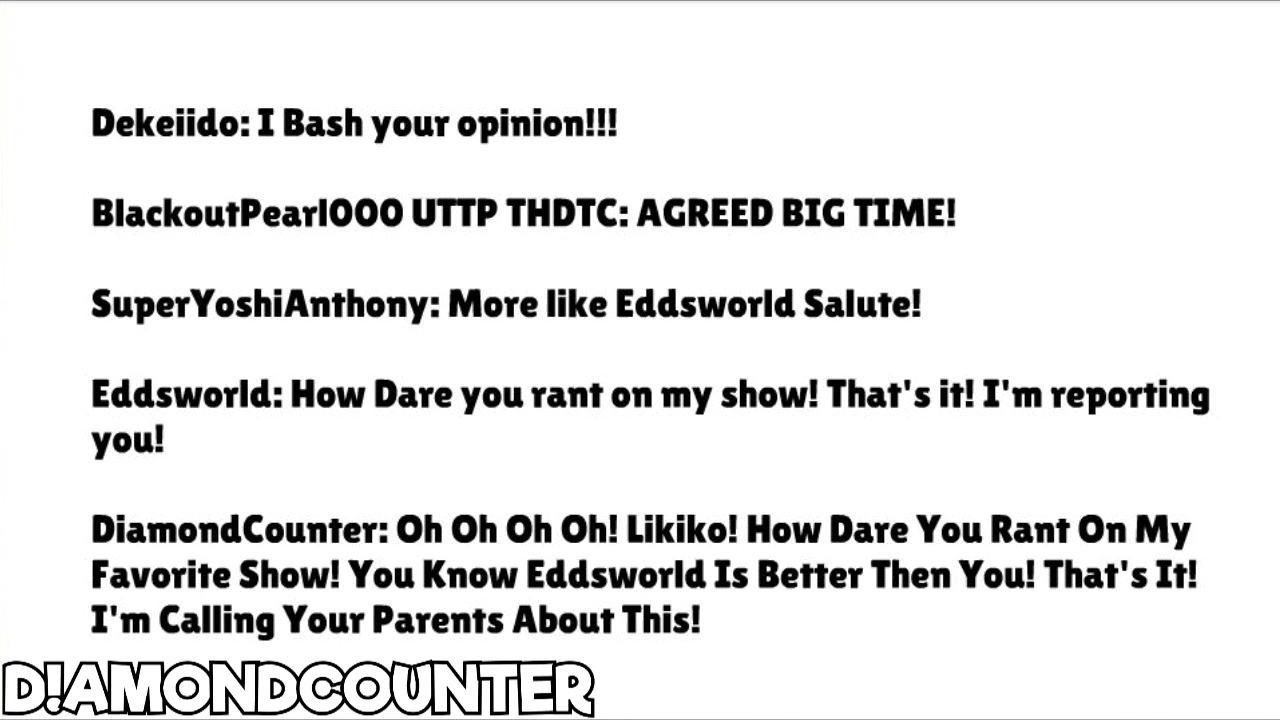 Dekeiido: I Bash your opinion!!!
BlackoutPearl000 UTTP THDTC: AGREED BIG TIME!
SuperYoshiAnthony: More like Eddsworld Salute!
Eddsworld: How Dare you rant on my show! That's it! I'm reporting
you!
DiamondCounter: Oh Oh Oh Oh! Likiko! How Dare You Rant On My
Favorite Show! You Know Eddsworld Is Better Then You! That's It!
I'm Calling Your Parents About This!
D!AMONDCOUNTER